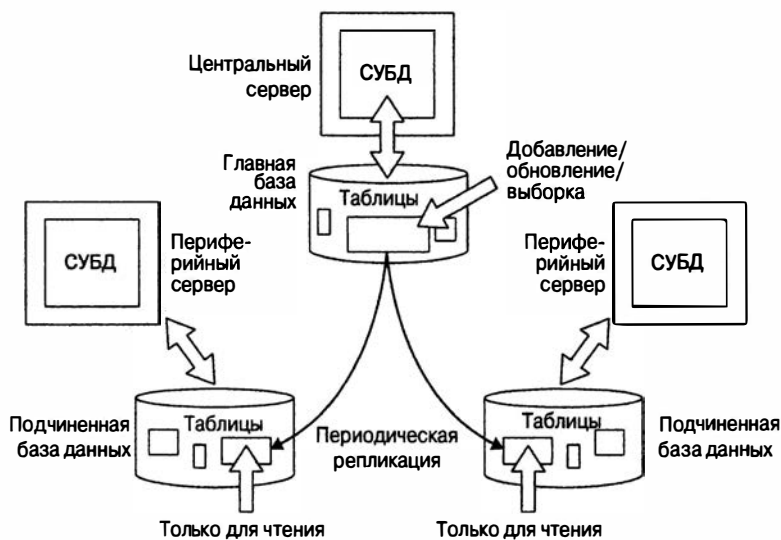 СУБД
Центральный
сервер
Главная
база
данных
Таблицы
Добавление/
обновление/
выборка
СУБД
Перифе-
рийный
сервер
Перифе-
рийный
сервер
СУБД
Подчиненная
база данных
Таблицы
Периодическая
репликация
Таблицы
Подчиненная
база данных
Только для чтения
Только для чтения